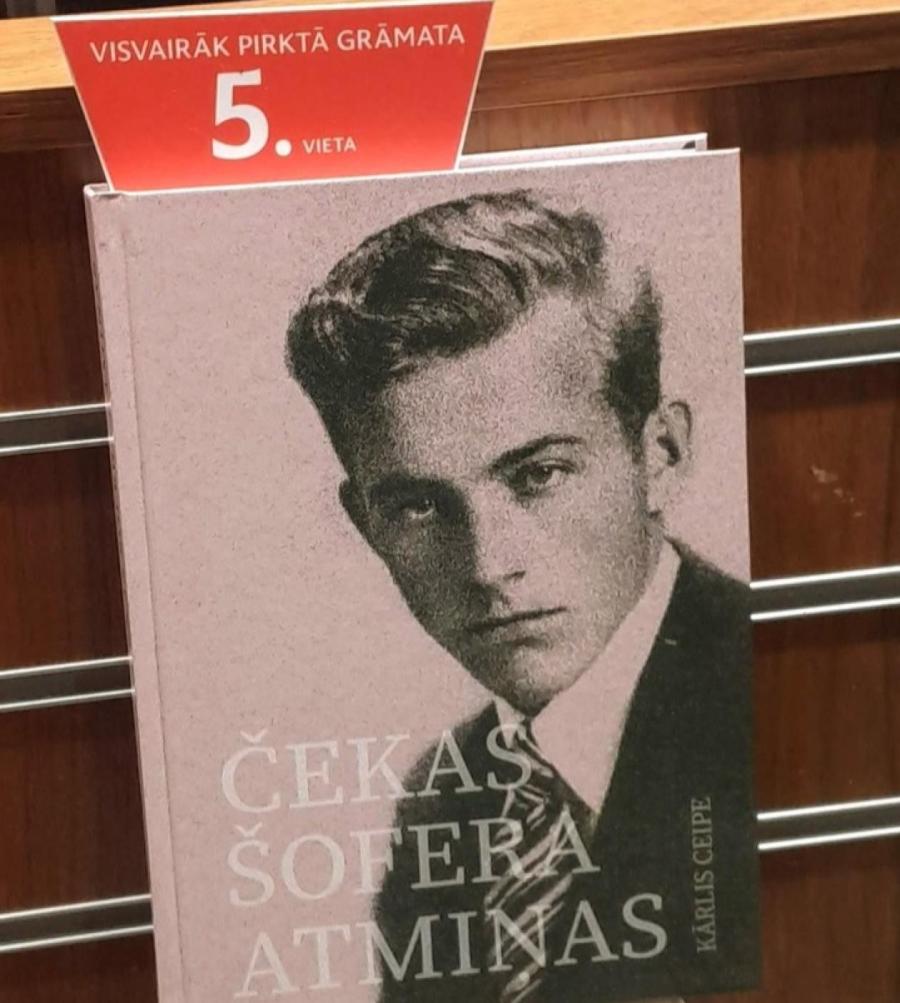 VISVAIRĀK PIRKTĀ GRĀMATA
5. VIETA
ČEKAS
ŠOFERA
ATMIŅAS
KĀRLIS CEIPE